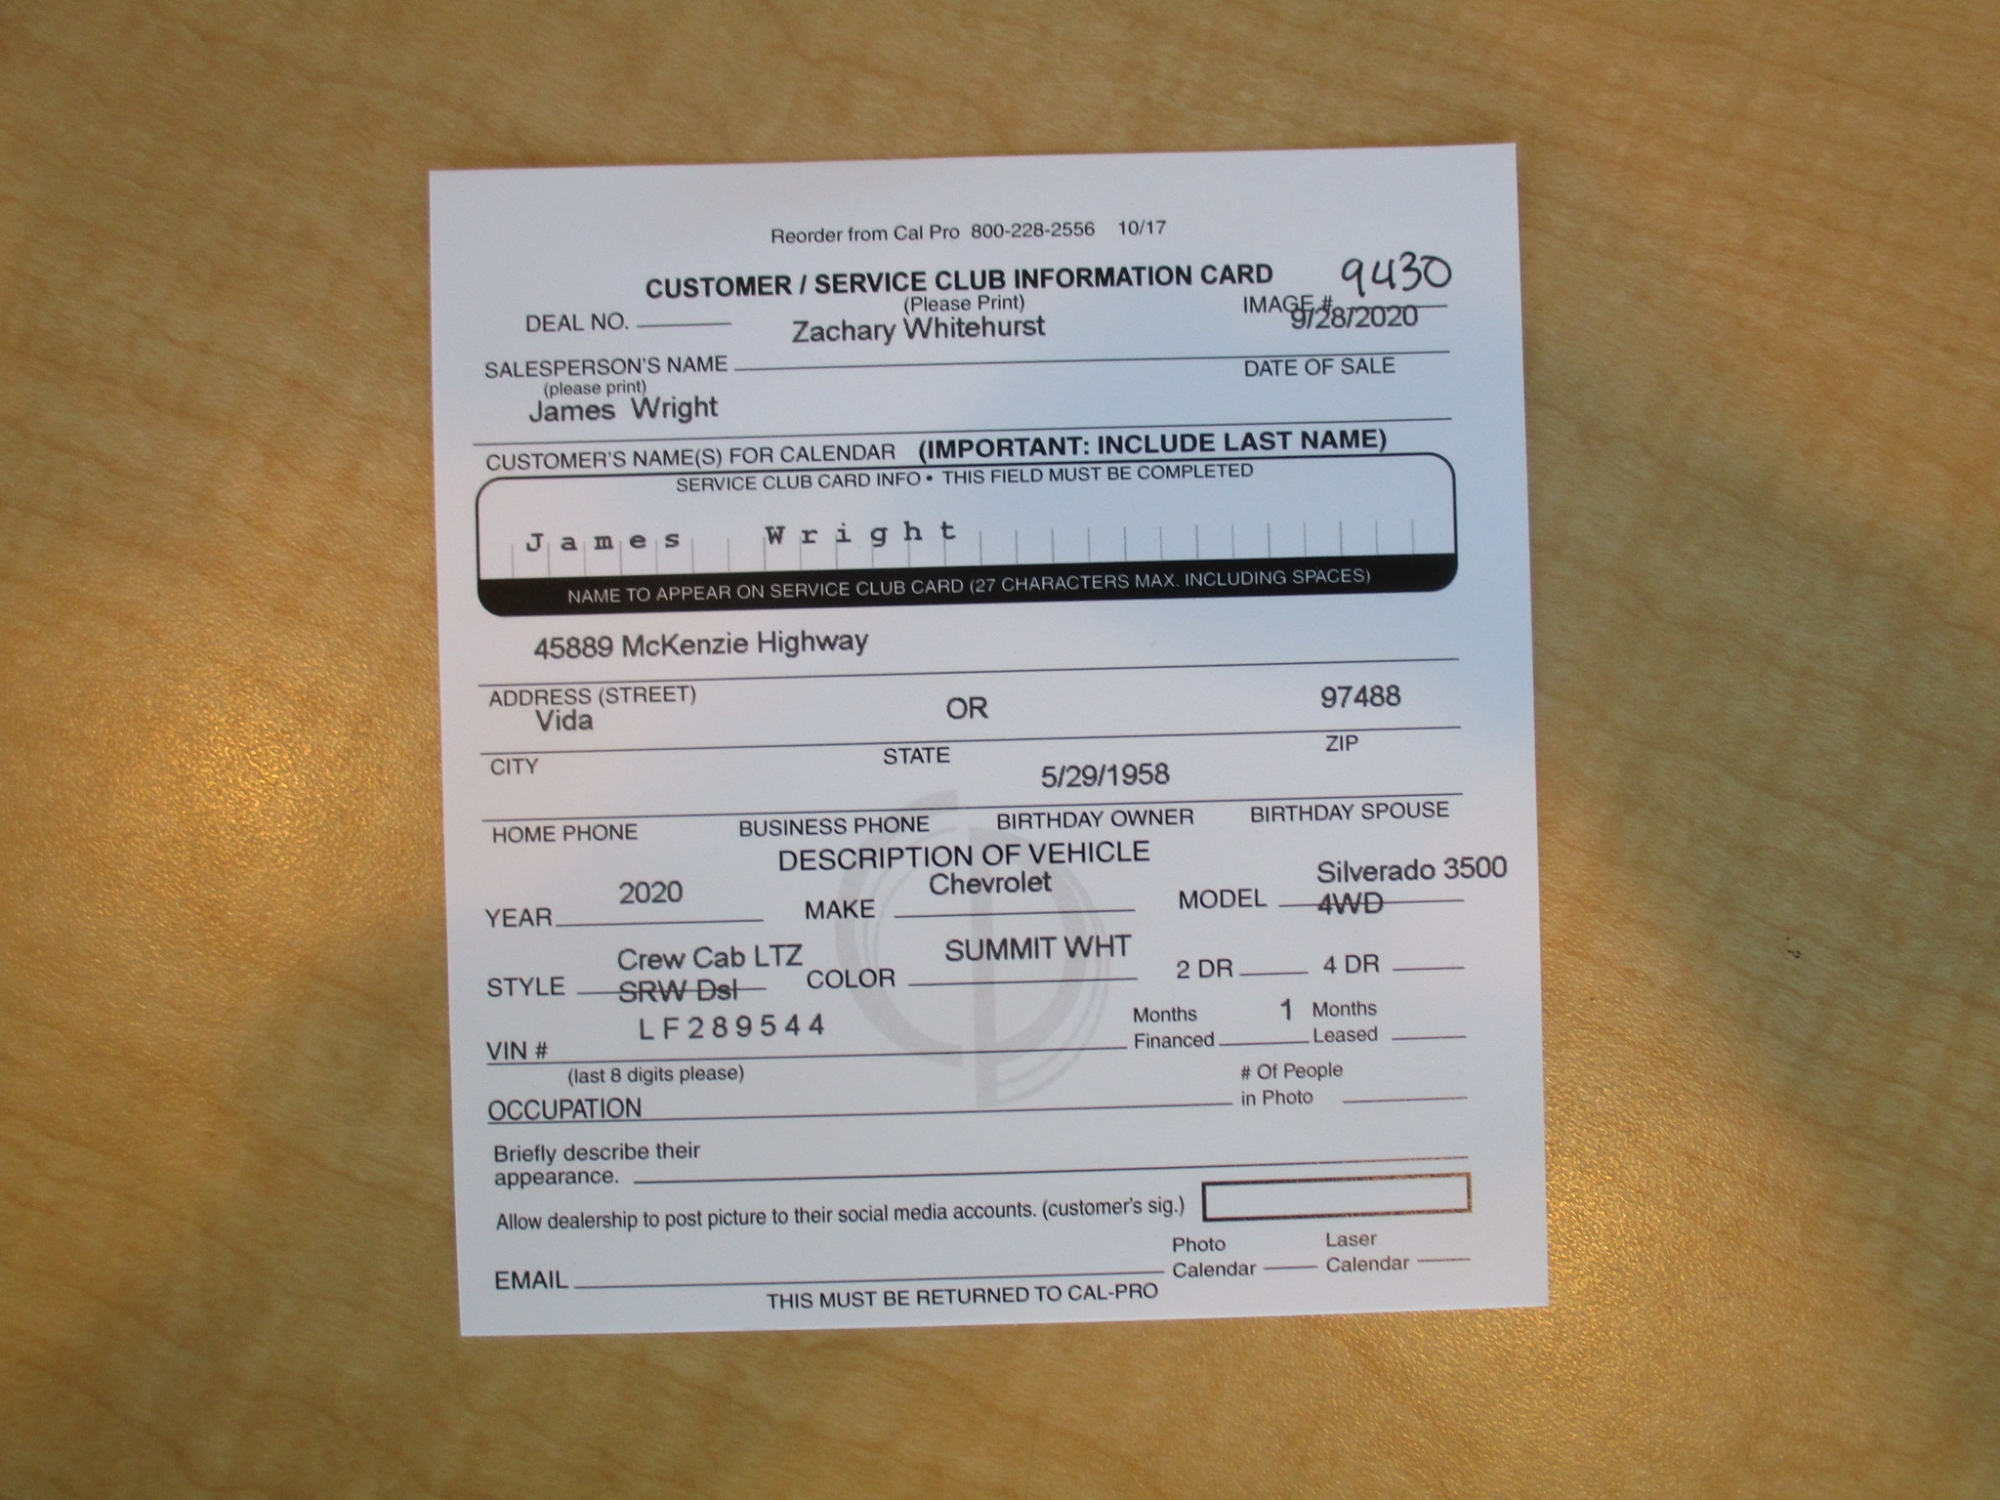 Reorder from Cal Pro 800-228-2556 10/17
CUSTOMER / SERVICE CLUB INFORMATION CARD 9430
(Please Print) IMAGE #
DEAL NO. Zachary Whitehurst 9/28/2020
SALESPERSON'S NAME DATE OF SALE
(please print)
James Wright
CUSTOMER'S NAME(S) FOR CALENDAR (IMPORTANT: INCLUDE LAST NAME)
SERVICE CLUB CARD INFO • THIS FIELD MUST BE COMPLETED
James Wright
NAME TO APPEAR ON SERVICE CLUB CARD (27 CHARACTERS MAX. INCLUDING SPACES)
45889 McKenzie Highway
ADDRESS (STREET)
Vida OR 97488
CITY STATE ZIP
5/29/1958
HOME PHONE BUSINESS PHONE BIRTHDAY OWNER BIRTHDAY SPOUSE
DESCRIPTION OF VEHICLE
2020 Chevrolet Silverado 3500
YEAR MAKE MODEL 4WD
Crew Cab LTZ SUMMIT WHT
STYLE SRW Dsl COLOR 2 DR 4 DR
LF289544 Months 1 Months
VIN # Financed Leased
(last 8 digits please) # Of People
OCCUPATION in Photo
Briefly describe their
appearance.
Allow dealership to post picture to their social media accounts. (customer's sig.)
Photo Laser
EMAIL Calendar Calendar
THIS MUST BE RETURNED TO CAL-PRO